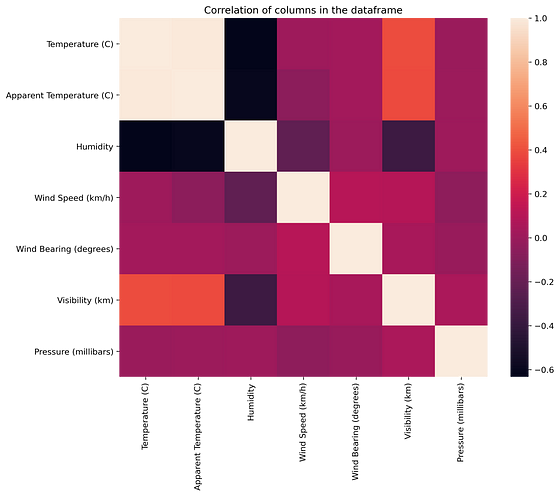 Correlation of columns in the dataframe
Temperature (C)
Apparent Temperature (C)
Humidity
Wind Speed (km/h)
Wind Bearing (degrees)
Visibility (km)
Pressure (millibars)
Temperature (C)
Apparent Temperature (C)
Humidity
Wind Speed (km/h)
Wind Bearing (degrees)
Visibility (km)
Pressure (millibars)
1.0
0.8
0.6
0.4
0.2
0.0
−0.2
−0.4
−0.6